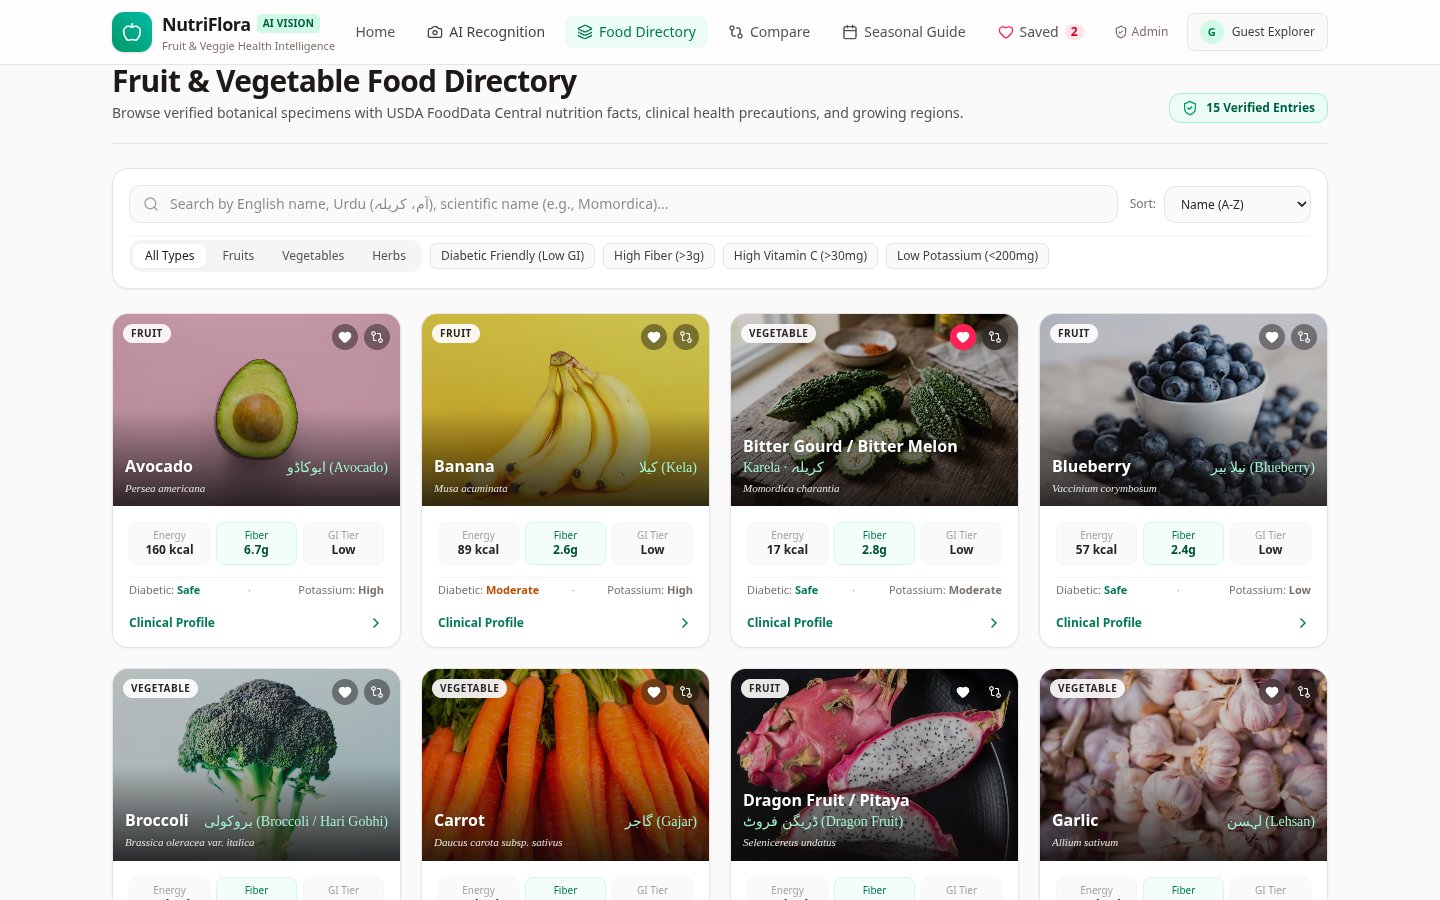 NutriFlora AI VISION
Fruit & Veggie Health Intelligence
Home
AI Recognition
Food Directory
Compare
Seasonal Guide
Saved 2
Admin
G Guest Explorer
Fruit & Vegetable Food Directory
Browse verified botanical specimens with USDA FoodData Central nutrition facts, clinical health precautions, and growing regions.
15 Verified Entries
Search by English name, Urdu (آم، کریلہ), scientific name (e.g., Momordica)...
Sort: Name (A-Z)
All Types Fruits Vegetables Herbs Diabetic Friendly (Low GI) High Fiber (>3g) High Vitamin C (>30mg) Low Potassium (<200mg)
FRUIT
Avocado ایوکاڈو (Avocado)
Persea americana
Energy Fiber GI Tier
160 kcal 6.7g Low
Diabetic: Safe · Potassium: High
Clinical Profile
FRUIT
Banana کیلا (Kela)
Musa acuminata
Energy Fiber GI Tier
89 kcal 2.6g Low
Diabetic: Moderate · Potassium: High
Clinical Profile
VEGETABLE
Bitter Gourd / Bitter Melon
Karela · کریلہ
Momordica charantia
Energy Fiber GI Tier
17 kcal 2.8g Low
Diabetic: Safe · Potassium: Moderate
Clinical Profile
FRUIT
Blueberry نیلا بیر (Blueberry)
Vaccinium corymbosum
Energy Fiber GI Tier
57 kcal 2.4g Low
Diabetic: Safe · Potassium: Low
Clinical Profile
VEGETABLE
Broccoli بروکولی (Broccoli / Hari Gobhi)
Brassica oleracea var. italica
Energy Fiber GI Tier
VEGETABLE
Carrot گاجر (Gajar)
Daucus carota subsp. sativus
Energy Fiber GI Tier
FRUIT
Dragon Fruit / Pitaya
ڈریگن فروٹ (Dragon Fruit)
Selenicereus undatus
Energy Fiber GI Tier
VEGETABLE
Garlic لہسن (Lehsan)
Allium sativum
Energy Fiber GI Tier